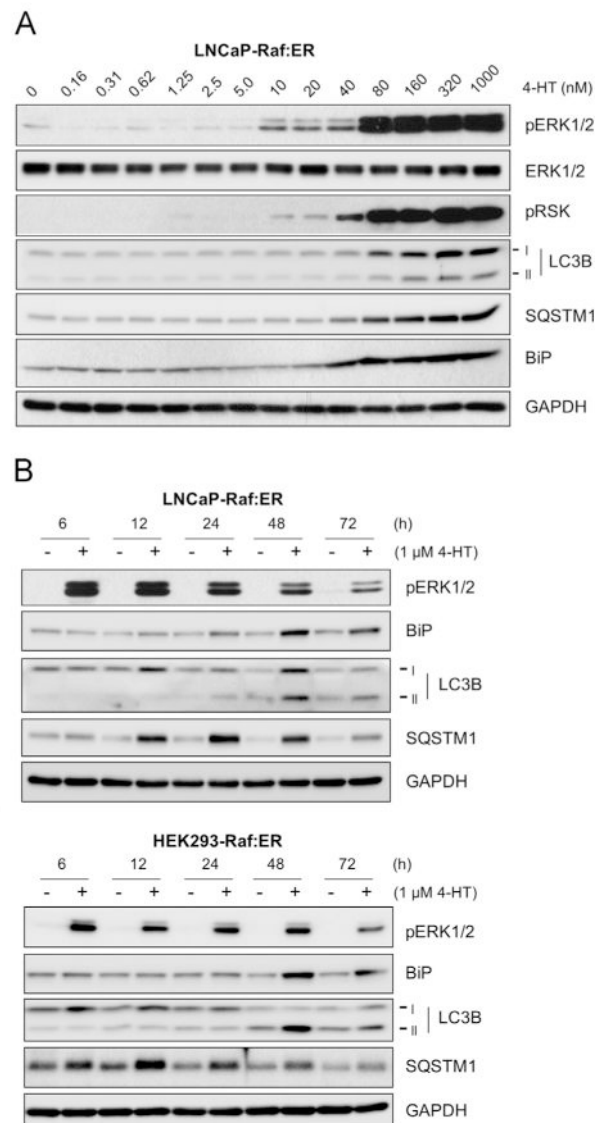 A
LNCaP-Raf:ER
0 0.16 0.31 0.62 1.25 2.5 5.0 10 20 40 80 160 320 1000 4-HT (nM)
pERK1/2
ERK1/2
pRSK
I
LC3B
II
SQSTM1
BiP
GAPDH
B
LNCaP-Raf:ER
6 12 24 48 72 (h)
- + - + - + - + - + (1 µM 4-HT)
pERK1/2
BiP
I
LC3B
II
SQSTM1
GAPDH
HEK293-Raf:ER
6 12 24 48 72 (h)
- + - + - + - + - + (1 µM 4-HT)
pERK1/2
BiP
I
LC3B
II
SQSTM1
GAPDH